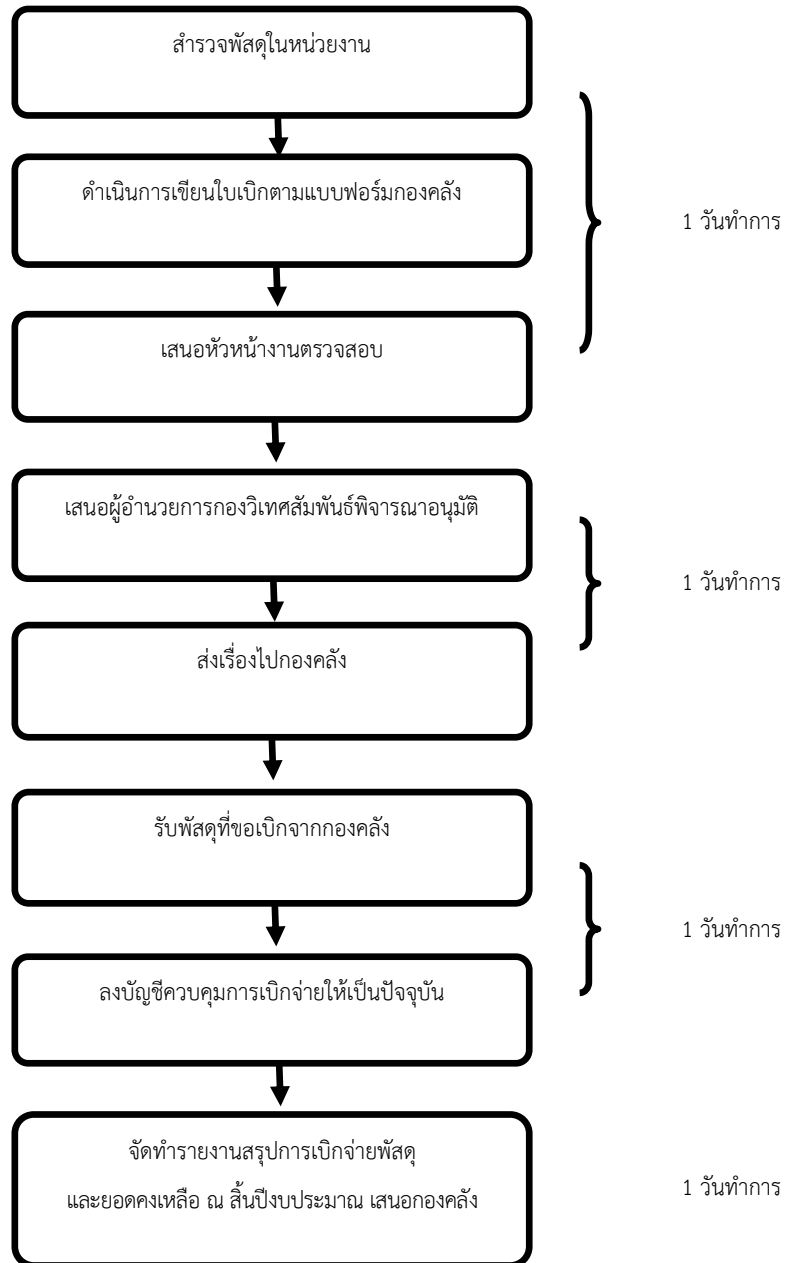 สำรวจพัสดุในหน่วยงาน
ดำเนินการเขียนใบเบิกตามแบบฟอร์มกองคลัง
1 วันทำการ
เสนอหัวหน้างานตรวจสอบ
เสนอผู้อำนวยการกองวิเทศสัมพันธ์พิจารณาอนุมัติ
1 วันทำการ
ส่งเรื่องไปกองคลัง
รับพัสดุที่ขอเบิกจากกองคลัง
1 วันทำการ
ลงบัญชีควบคุมการเบิกจ่ายให้เป็นปัจจุบัน
จัดทำรายงานสรุปการเบิกจ่ายพัสดุ
และยอดคงเหลือ ณ สิ้นปีงบประมาณ เสนอกองคลัง
1 วันทำการ